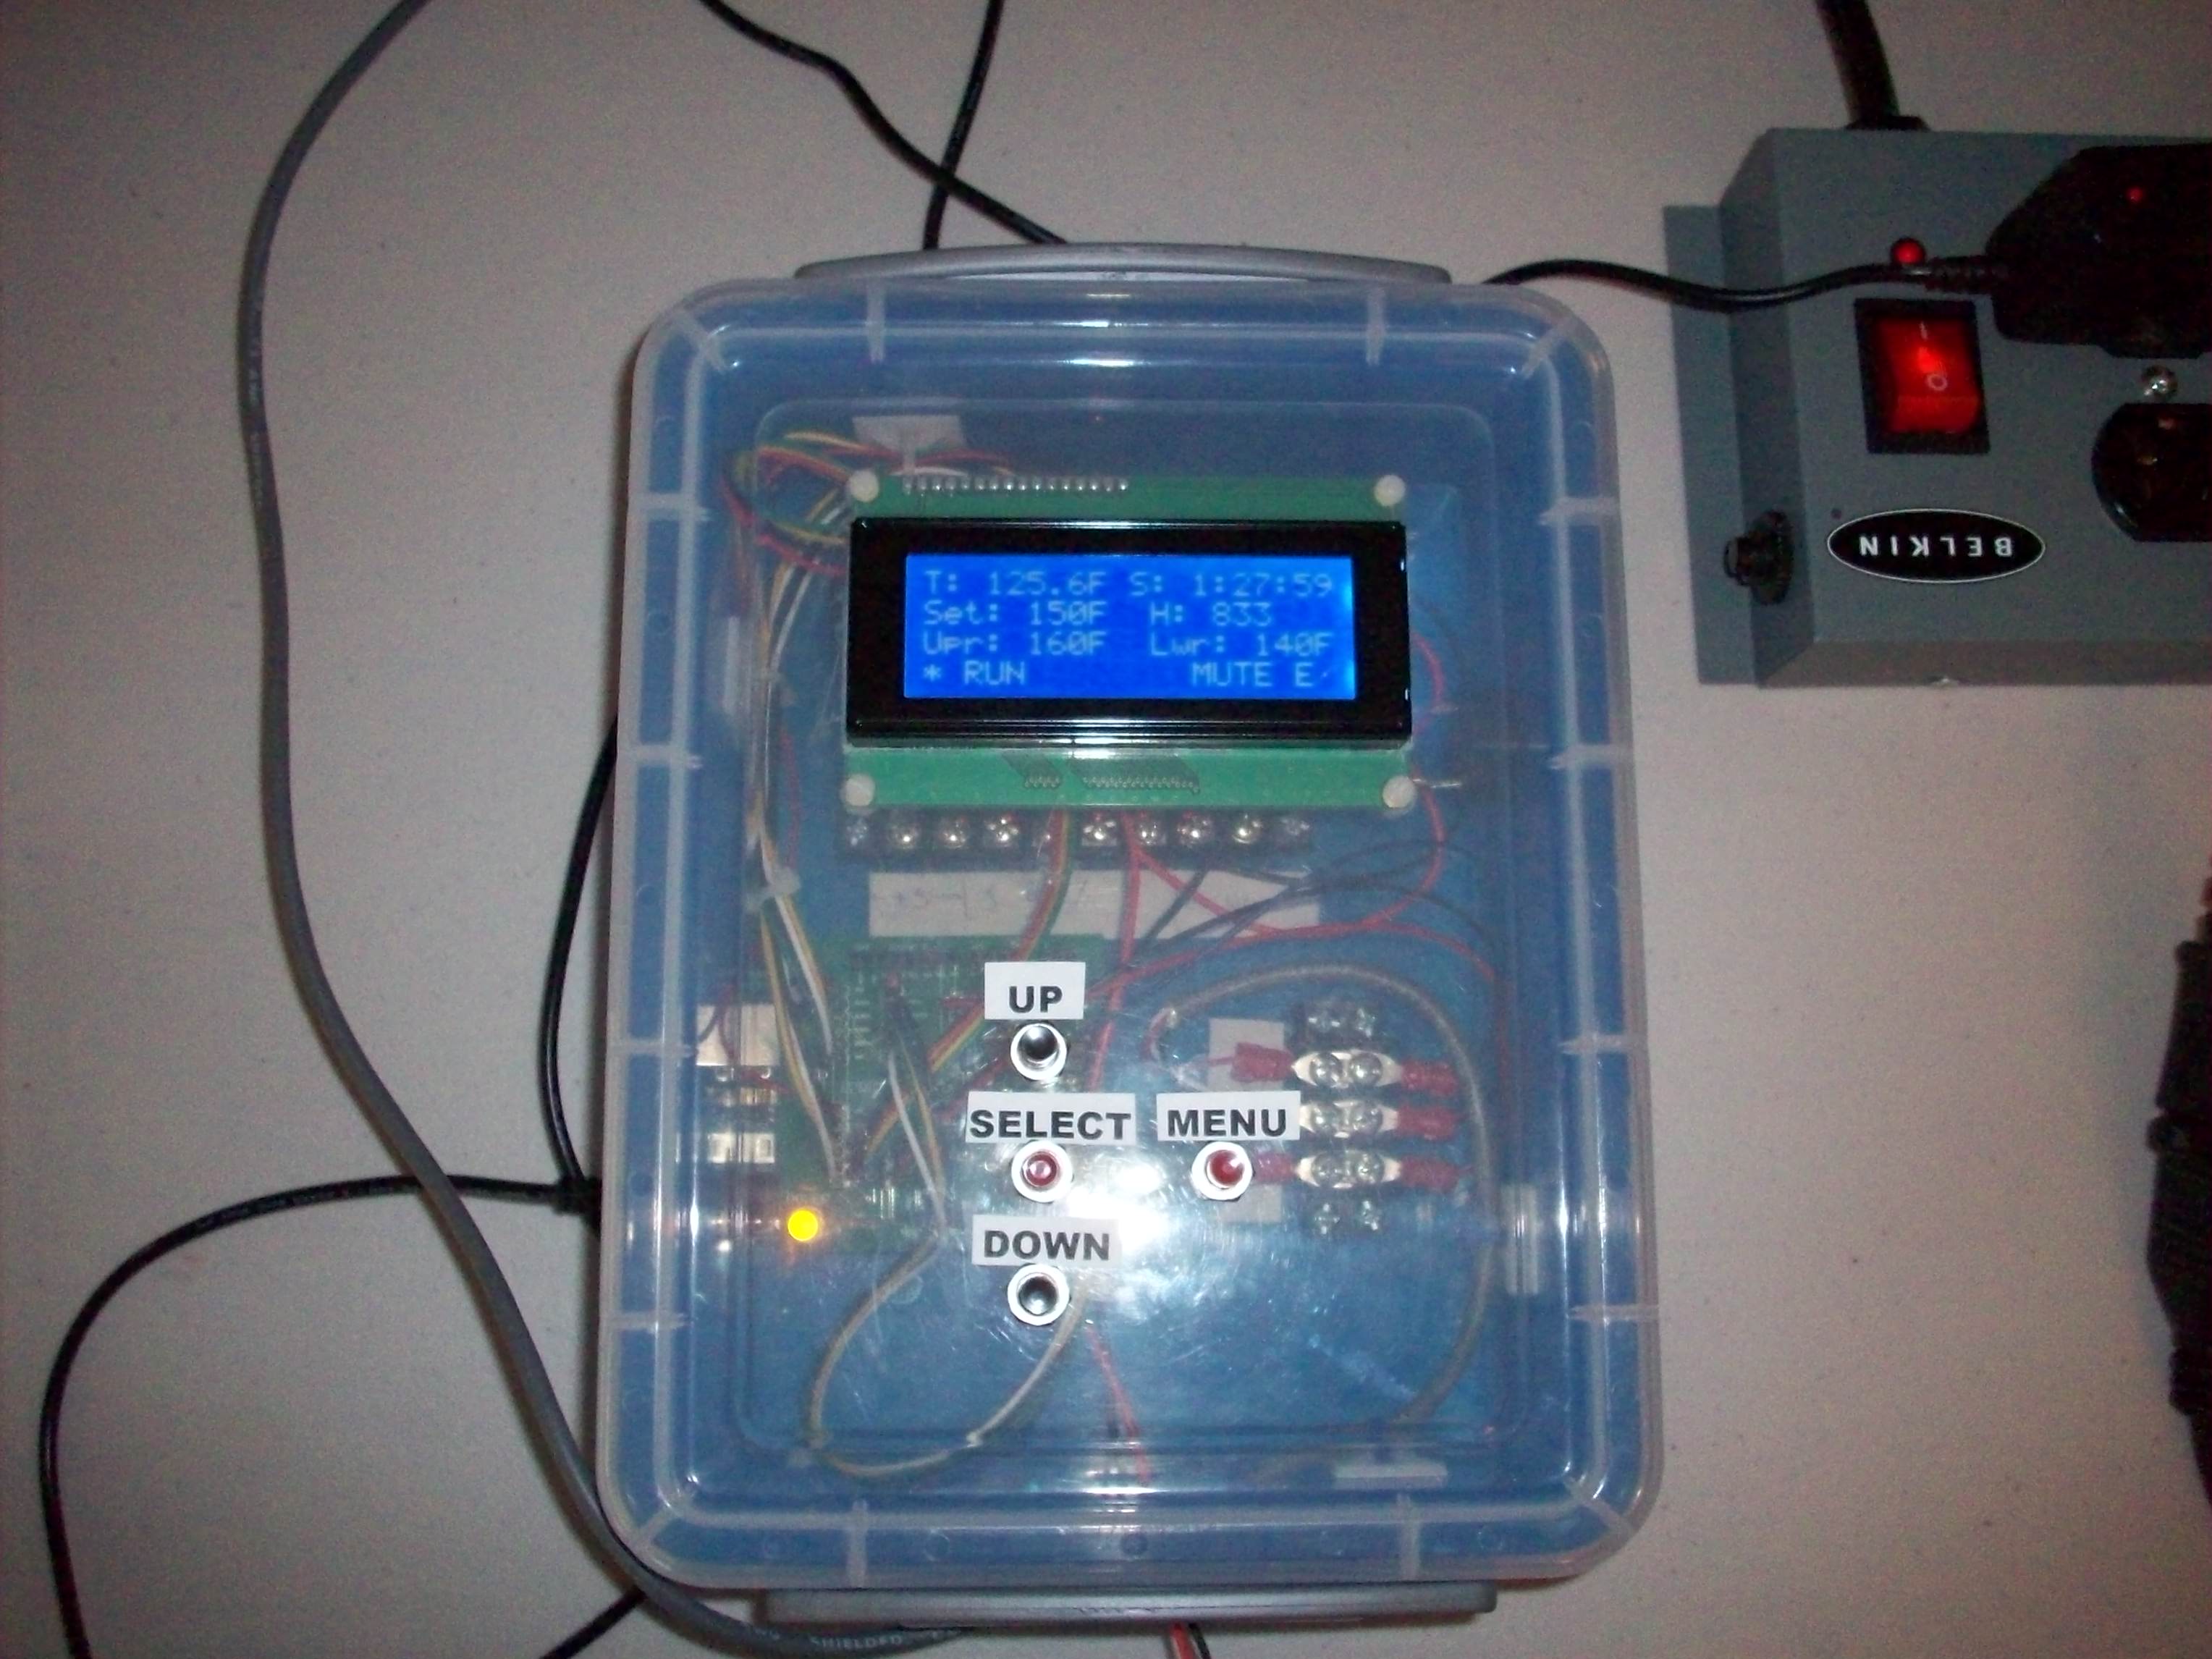 T: 125.6F S: 1:27:59
Set: 150F H: 833
Upr: 160F Lwr: 140F
* RUN MUTE E
I
O
BELKIN
UP
SELECT MENU
DOWN
SHIELDED